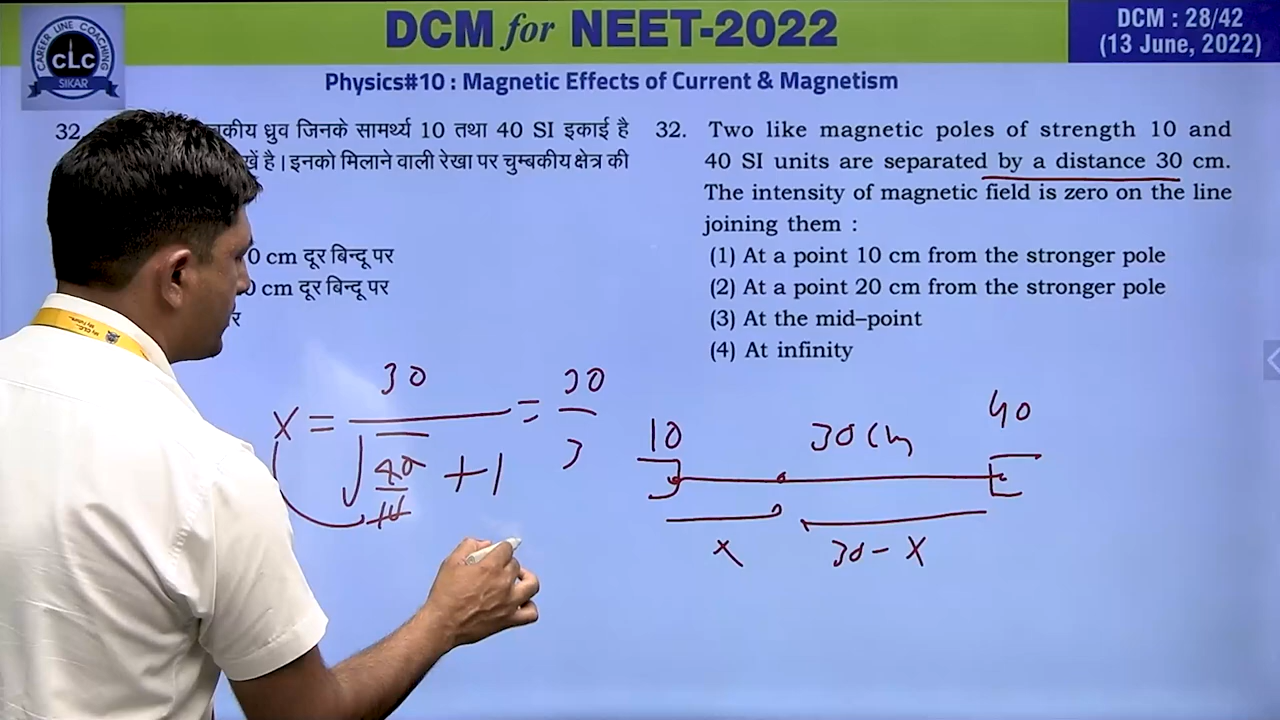 DCM for NEET-2022
DCM : 28/42
(13 June, 2022)
CAREER LINE COACHING
CLC
SIKAR
Physics#10 : Magnetic Effects of Current & Magnetism
32.
ध्रुव जिनके सामर्थ्य 10 तथा 40 SI इकाई है
है। इनको मिलाने वाली रेखा पर चुम्बकीय क्षेत्र की
0 cm दूर बिन्दू पर
0 cm दूर बिन्दू पर
32. Two like magnetic poles of strength 10 and
40 SI units are separated by a distance 30 cm.
The intensity of magnetic field is zero on the line
joining them :
(1) At a point 10 cm from the stronger pole
(2) At a point 20 cm from the stronger pole
(3) At the mid–point
(4) At infinity
x = 30 / √(40/10) + 1 = 30 / 3
10 30 cm 40
x 30 - x